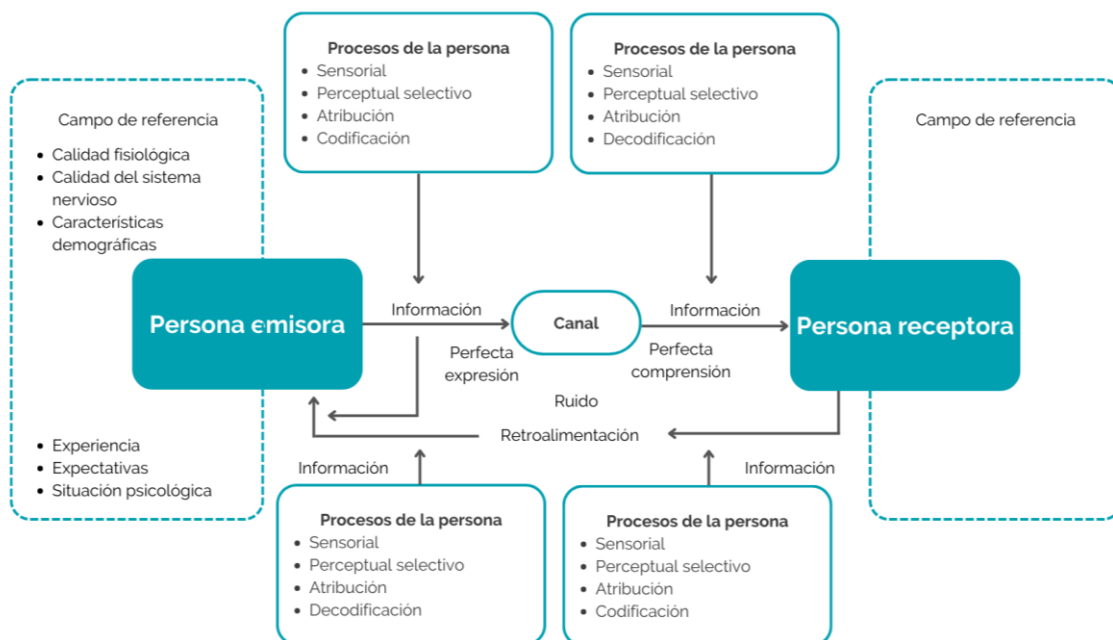 Procesos de la persona
Sensorial
Perceptual selectivo
Atribución
Codificación
Procesos de la persona
Sensorial
Perceptual selectivo
Atribución
Decodificación
Campo de referencia
Calidad fisiológica
Calidad del sistema
nervioso
Características
demográficas
Campo de referencia
Persona emisora
Información
Canal
Información
Persona receptora
Perfecta
expresión
Perfecta
comprensión
Ruido
Retroalimentación
Experiencia
Expectativas
Situación psicológica
Información
Información
Procesos de la persona
Sensorial
Perceptual selectivo
Atribución
Decodificación
Procesos de la persona
Sensorial
Perceptual selectivo
Atribución
Codificación